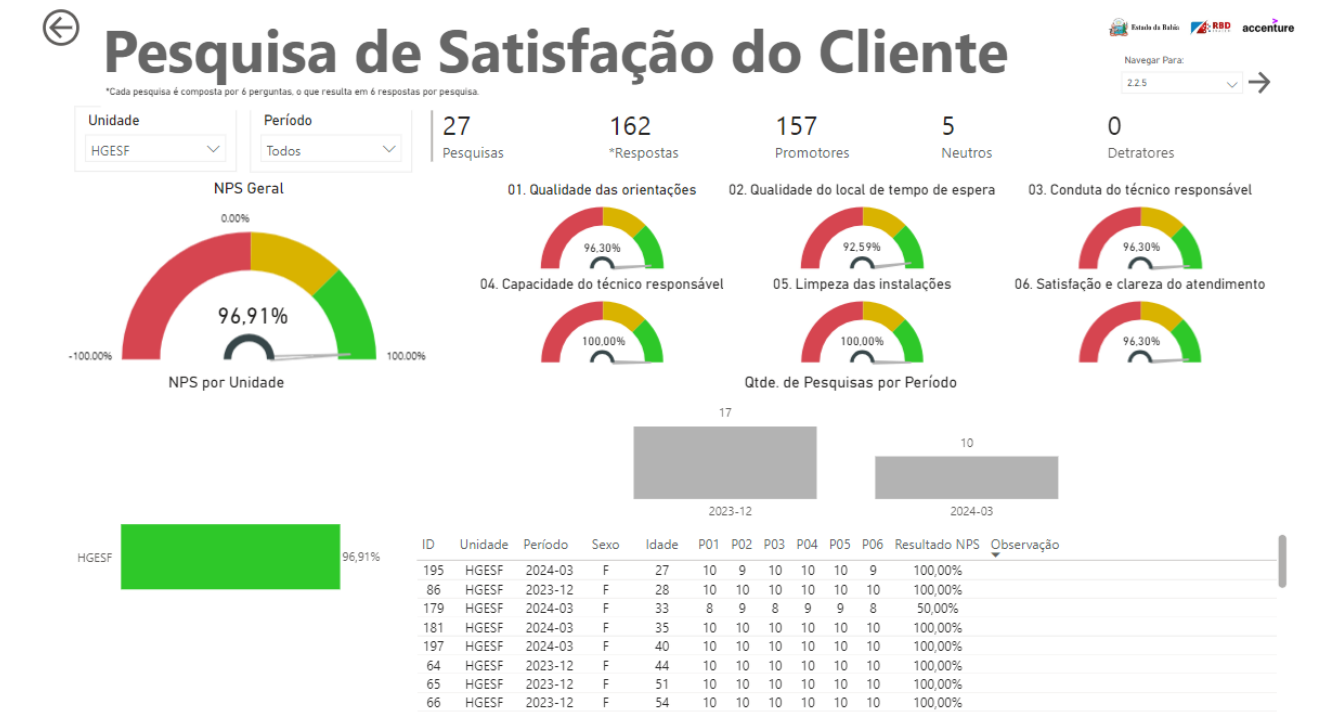 Pesquisa de Satisfação do Cliente
*Cada pesquisa é composta por 6 perguntas, o que resulta em 6 respostas por pesquisa.
Estado da Bahia RBD accenture
Navegar Para:
2.2.5
Unidade
HGESF
Período
Todos
27
Pesquisas
162
*Respostas
157
Promotores
5
Neutros
0
Detratores
NPS Geral
0.00%
96,91%
-100.00%
100.00%
01. Qualidade das orientações
96,30%
02. Qualidade do local de tempo de espera
92,59%
03. Conduta do técnico responsável
96,30%
04. Capacidade do técnico responsável
100,00%
05. Limpeza das instalações
100,00%
06. Satisfação e clareza do atendimento
96,30%
NPS por Unidade
HGESF 96,91%
Qtde. de Pesquisas por Período
17
10
2023-12
2024-03
ID Unidade Período Sexo Idade P01 P02 P03 P04 P05 P06 Resultado NPS Observação
195 HGESF 2024-03 F 27 10 9 10 10 10 9 100,00%
86 HGESF 2023-12 F 28 10 10 10 10 10 10 100,00%
179 HGESF 2024-03 F 33 8 9 8 9 9 8 50,00%
181 HGESF 2024-03 F 35 10 10 10 10 10 10 100,00%
197 HGESF 2024-03 F 40 10 10 10 10 10 10 100,00%
64 HGESF 2023-12 F 44 10 10 10 10 10 10 100,00%
65 HGESF 2023-12 F 51 10 10 10 10 10 10 100,00%
66 HGESF 2023-12 F 54 10 10 10 10 10 10 100,00%